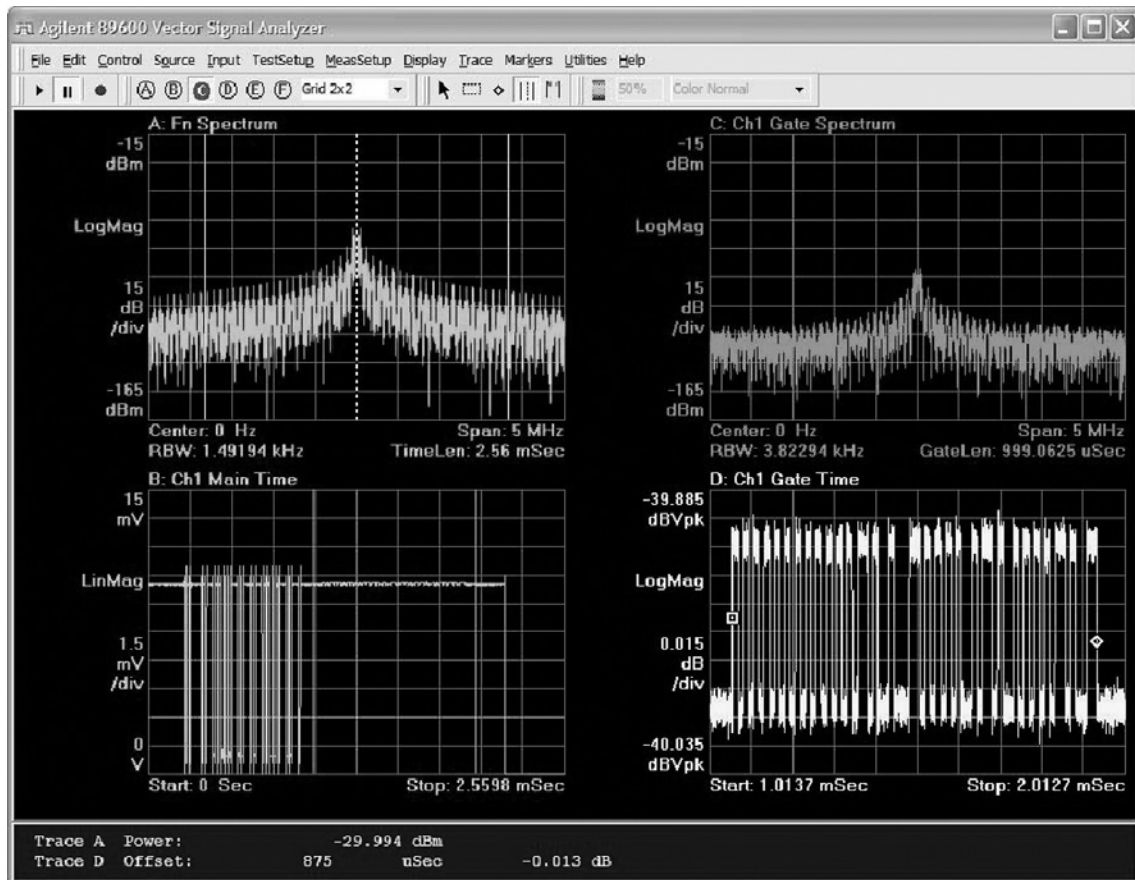 Agilent 89600 Vector Signal Analyzer
File Edit Control Source Input TestSetup MeasSetup Display Trace Markers Utilities Help
A B C D E F Grid 2x2 50% Color Normal
A: Fn Spectrum
-15
dBm
LogMag
15
dB
/div
-165
dBm
Center: 0 Hz Span: 5 MHz
RBW: 1.49194 kHz TimeLen: 2.56 mSec
C: Ch1 Gate Spectrum
-15
dBm
LogMag
15
dB
/div
-165
dBm
Center: 0 Hz Span: 5 MHz
RBW: 3.82294 kHz GateLen: 999.0625 uSec
B: Ch1 Main Time
15
mV
LinMag
1.5
mV
/div
0
V
Start: 0 Sec Stop: 2.5598 mSec
D: Ch1 Gate Time
-39.885
dBVpk
LogMag
0.015
dB
/div
-40.035
dBVpk
Start: 1.0137 mSec Stop: 2.0127 mSec
Trace A Power: -29.994 dBm
Trace D Offset: 875 uSec -0.013 dB